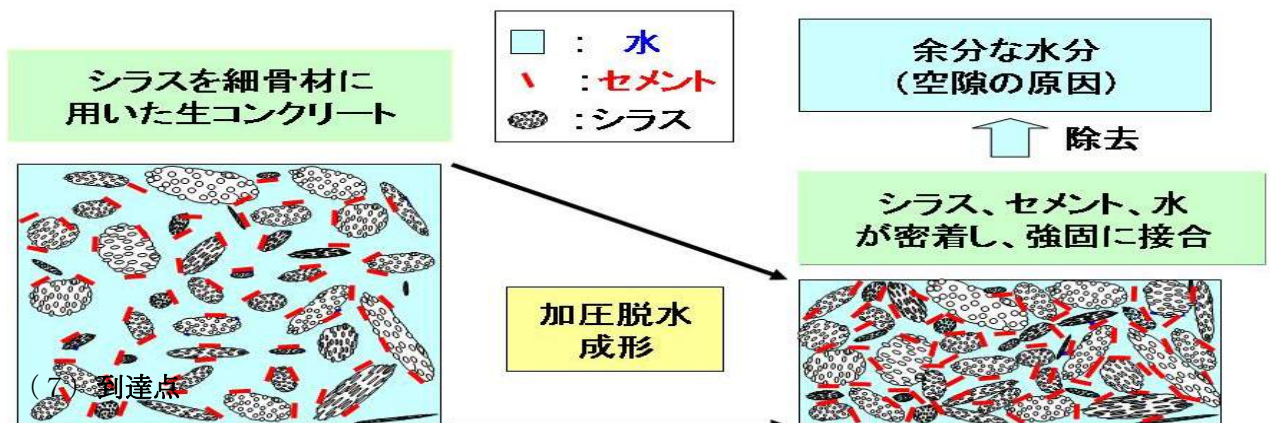 シラスを細骨材に
用いた生コンクリート
: 水
: セメント
: シラス
余分な水分
(空隙の原因)
除去
シラス、セメント、水
が密着し、強固に接合
加圧脱水
成形
(7) 到達点